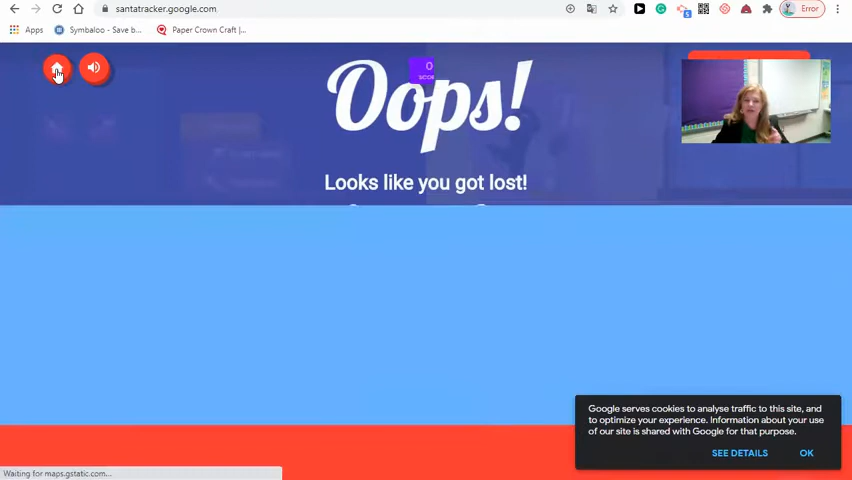 santatracker.google.com
Error
Apps
Symbaloo - Save b...
Paper Crown Craft |...
Oops!
0
SCOR
Looks like you got lost!
Google serves cookies to analyse traffic to this site, and
to optimize your experience. Information about your use
of our site is shared with Google for that purpose.
SEE DETAILS
OK
Waiting for maps.gstatic.com...